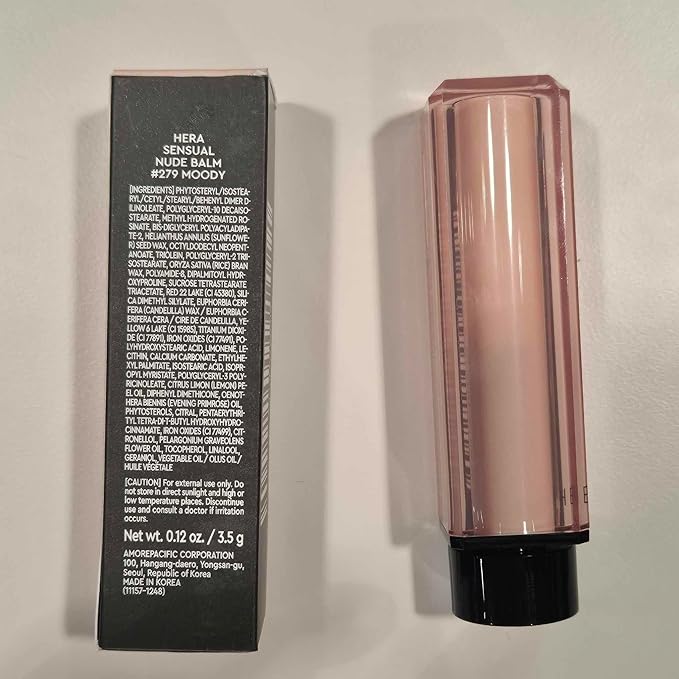 HERA
SENSUAL
NUDE BALM
#279 MOODY
[INGREDIENTS] PHYTOSTERYL/ISOSTEA-
RYL/CETYL/STEARYL/BEHENYL DIMER D-
ILINOLEATE, POLYGLYCERYL-10 DECAISO-
STEARATE, METHYL HYDROGENATED RO-
SINATE, BIS-DIGLYCERYL POLYACYLADIPA-
TE-2, HELIANTHUS ANNUUS (SUNFLOWE-
R) SEED WAX, OCTYLDODECYL NEOPENT-
ANOATE, TRIOLEIN, POLYGLYCERYL-2 TRII-
SOSTEARATE, ORYZA SATIVA (RICE) BRAN
WAX, POLYAMIDE-8, DIPALMITOYL HYDR-
OXYPROLINE, SUCROSE TETRASTEARATE
TRIACETATE, RED 22 LAKE (CI 45380), SILI-
CA DIMETHYL SILYLATE, EUPHORBIA CERI-
FERA (CANDELILLA) WAX / EUPHORBIA C-
ERIFERA CERA / CIRE DE CANDELILLA, YE-
LLOW 6 LAKE (CI 15985), TITANIUM DIOXI-
DE (CI 77891), IRON OXIDES (CI 77491), PO-
LYHYDROXYSTEARIC ACID, LIMONENE, LE-
CITHIN, CALCIUM CARBONATE, ETHYLHE-
XYL PALMITATE, ISOSTEARIC ACID, ISOPR-
OPYL MYRISTATE, POLYGLYCERYL-3 POLY-
RICINOLEATE, CITRUS LIMON (LEMON) PE-
EL OIL, DIPHENYL DIMETHICONE, OENOT-
HERA BIENNIS (EVENING PRIMROSE) OIL,
PHYTOSTEROLS, CITRAL, PENTAERYTHRI-
TYL TETRA-DI-T-BUTYL HYDROXYHYDRO-
CINNAMATE, IRON OXIDES (CI 77499), CIT-
RONELLOL, PELARGONIUM GRAVEOLENS
FLOWER OIL, TOCOPHEROL, LINALOOL,
GERANIOL, VEGETABLE OIL / OLUS OIL /
HUILE VÉGÉTALE
[CAUTION] For external use only. Do
not store in direct sunlight and high or
low temperature places. Discontinue
use and consult a doctor if irritation
occurs.
Net wt. 0.12 oz. / 3.5 g
AMOREPACIFIC CORPORATION
100, Hangang-daero, Yongsan-gu,
Seoul, Republic of Korea
MADE IN KOREA
(11157-1248)